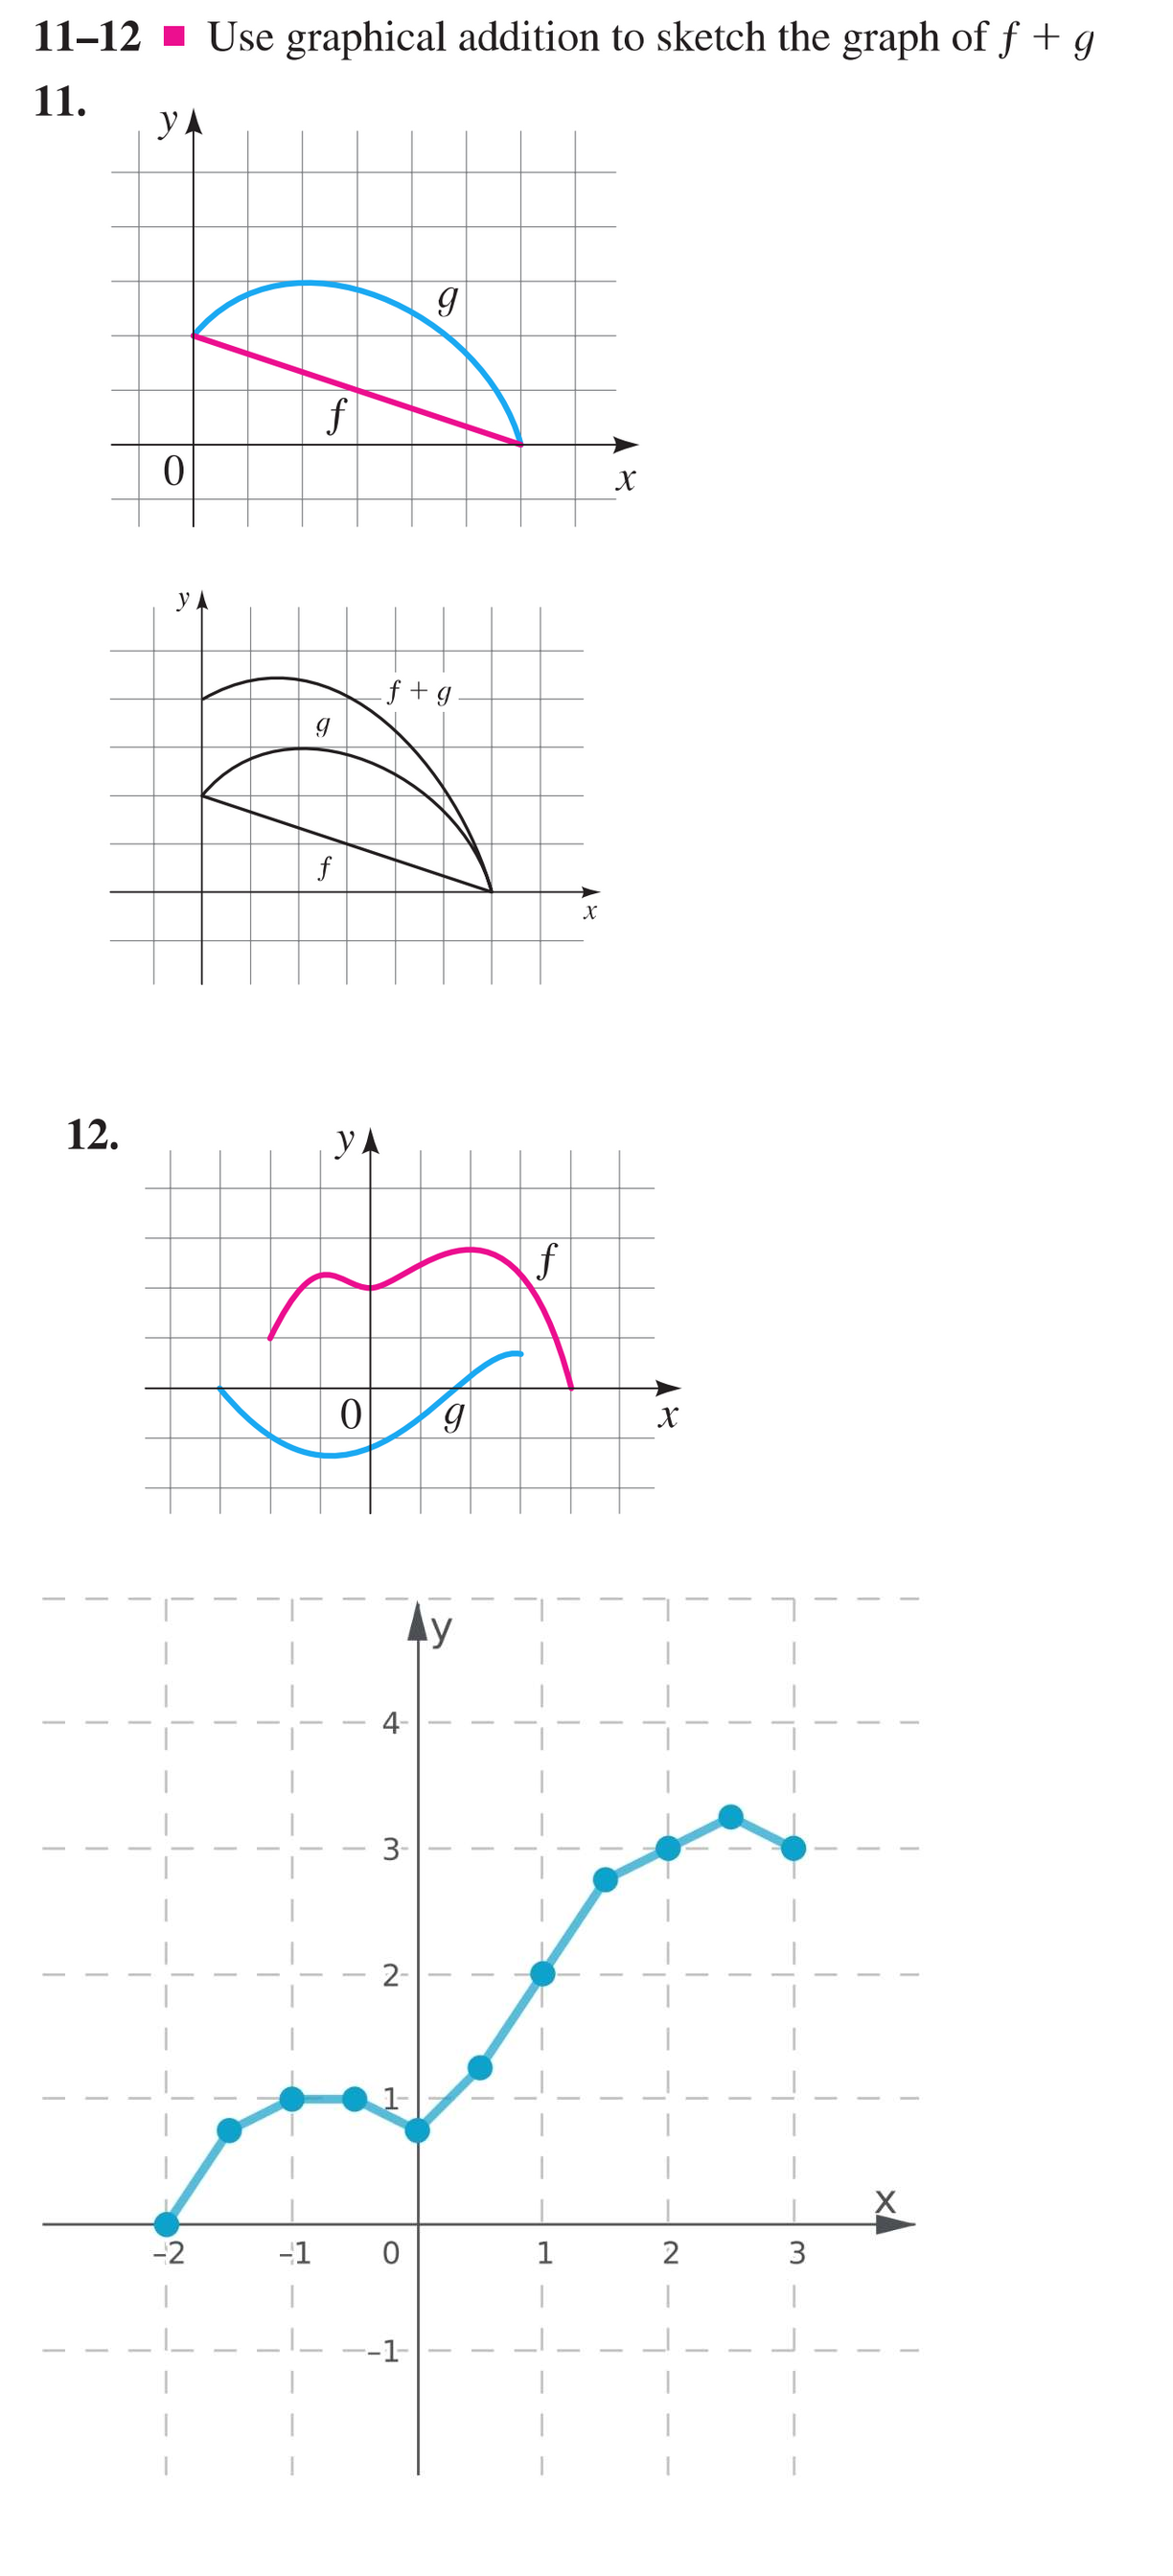 11–12 ■ Use graphical addition to sketch the graph of f + g
11.
y
g
f
0
x
y
f + g
g
f
x
12.
y
f
0
g
x
y
4
3
2
1
x
–2 –1 0 1 2 3
–1